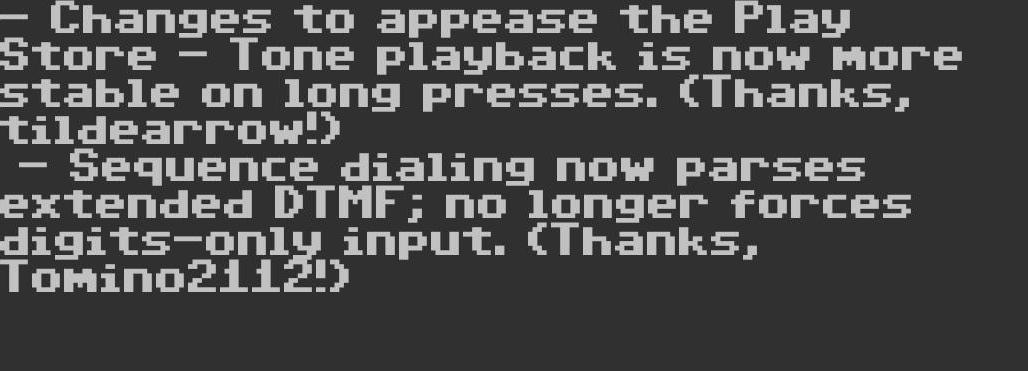 - Changes to appease the Play
Store - Tone playback is now more
stable on long presses. (Thanks,
tildearrow!)
- Sequence dialing now parses
extended DTMF; no longer forces
digits-only input. (Thanks,
Tomino2112!)